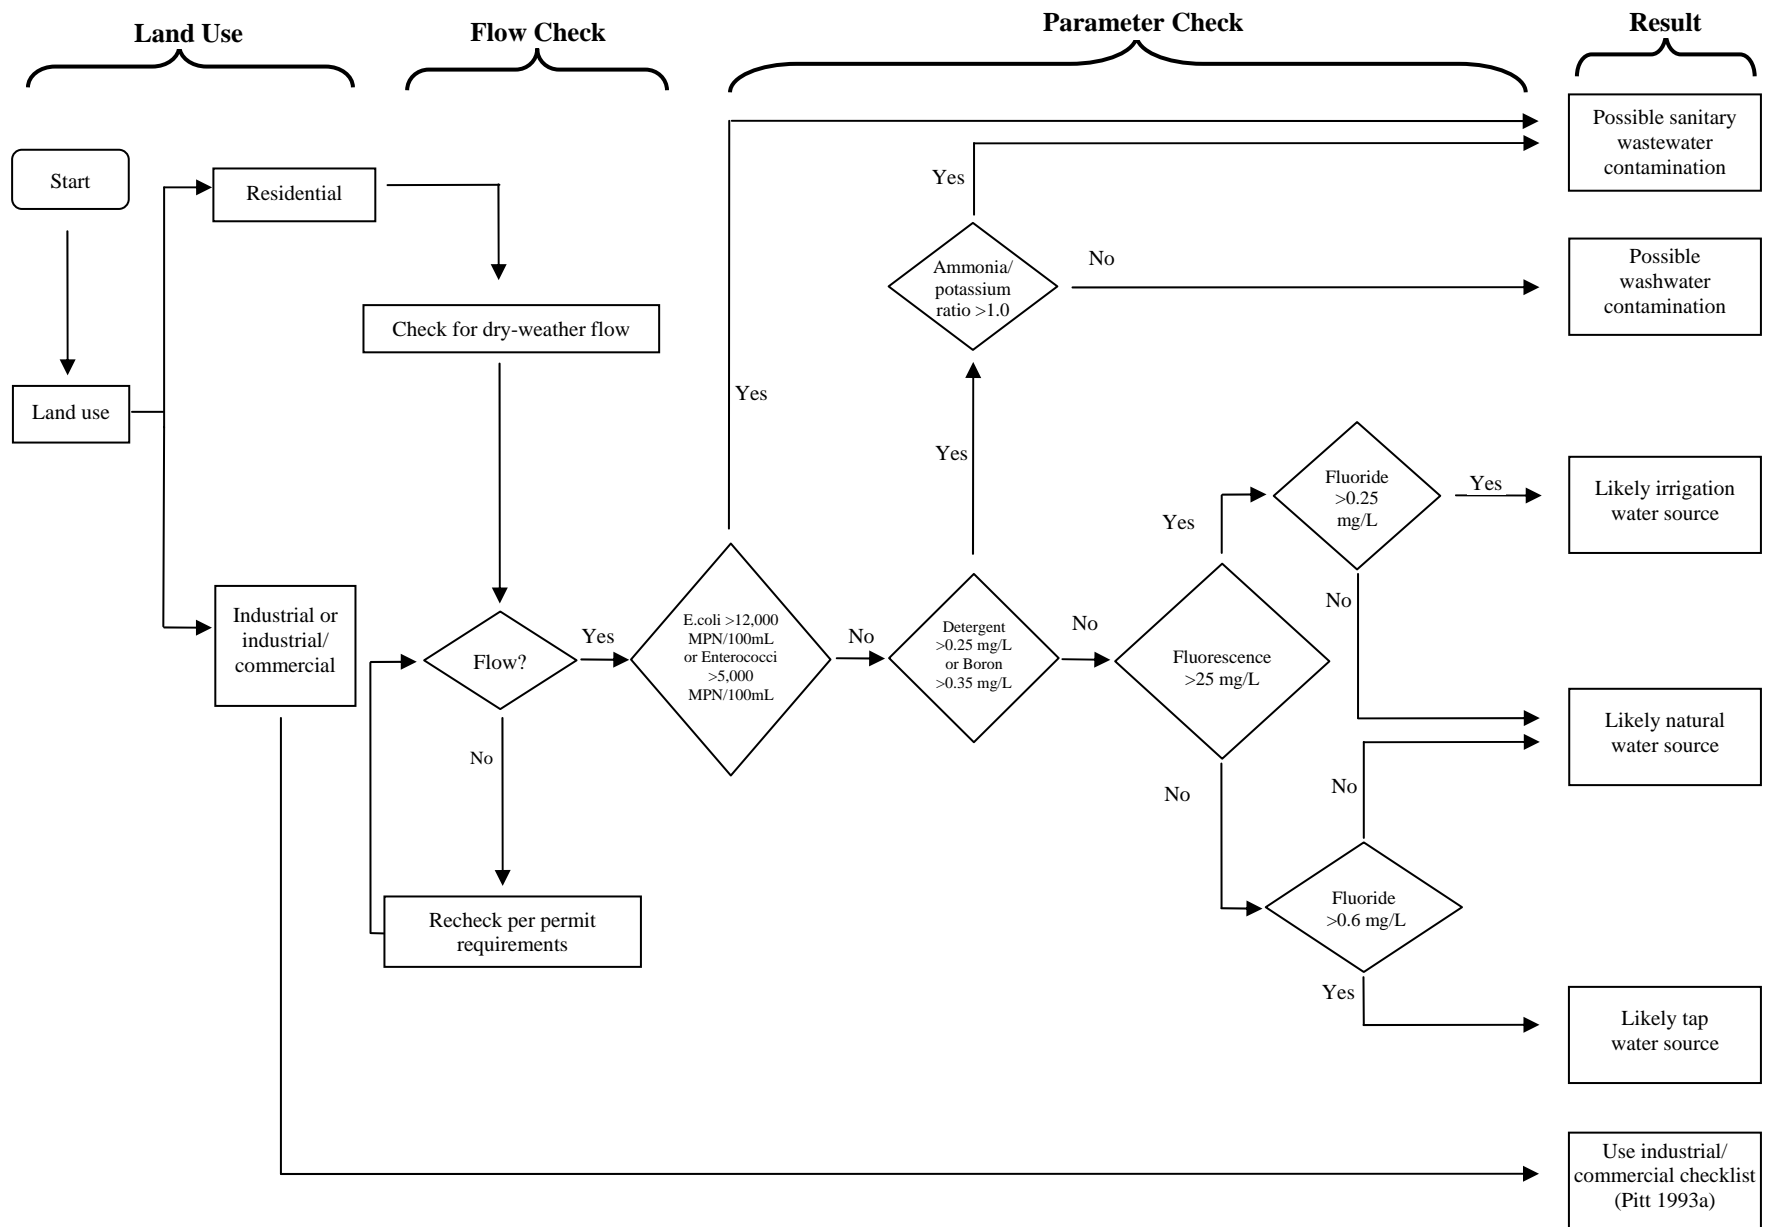 Land Use
Flow Check
Parameter Check
Result
Start
Land use
Residential
Industrial or
industrial/
commercial
Check for dry-weather flow
Flow?
Yes
No
Recheck per permit
requirements
E.coli >12,000
MPN/100mL
or Enterococci
>5,000
MPN/100mL
Yes
No
Detergent
>0.25 mg/L
or Boron
>0.35 mg/L
Yes
No
Ammonia/
potassium
ratio >1.0
Yes
No
Fluorescence
>25 mg/L
Yes
No
Fluoride
>0.25
mg/L
Yes
No
Fluoride
>0.6 mg/L
No
Yes
Possible sanitary
wastewater
contamination
Possible
washwater
contamination
Likely irrigation
water source
Likely natural
water source
Likely tap
water source
Use industrial/
commercial checklist
(Pitt 1993a)